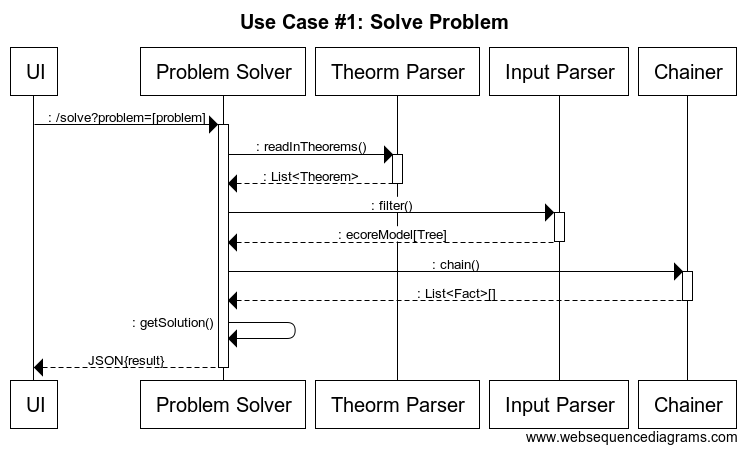 Use Case #1: Solve Problem
UI
Problem Solver
Theorm Parser
Input Parser
Chainer
: /solve?problem=[problem]
: readInTheorems()
: List<Theorem>
: filter()
: ecoreModel[Tree]
: chain()
: List<Fact>[]
: getSolution()
JSON{result}
UI
Problem Solver
Theorm Parser
Input Parser
Chainer
www.websequencediagrams.com